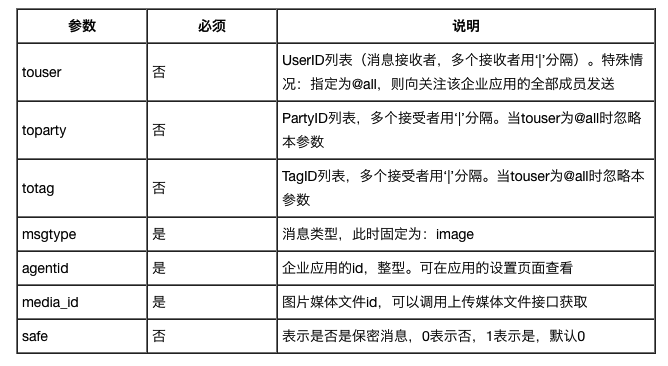 参数 必须 说明
touser 否 UserID列表（消息接收者，多个接收者用‘|’分隔）。特殊情
况：指定为@all，则向关注该企业应用的全部成员发送
toparty 否 PartyID列表，多个接受者用‘|’分隔。当touser为@all时忽略
本参数
totag 否 TagID列表，多个接受者用‘|’分隔。当touser为@all时忽略本
参数
msgtype 是 消息类型，此时固定为：image
agentid 是 企业应用的id，整型。可在应用的设置页面查看
media_id 是 图片媒体文件id，可以调用上传媒体文件接口获取
safe 否 表示是否是保密消息，0表示否，1表示是，默认0